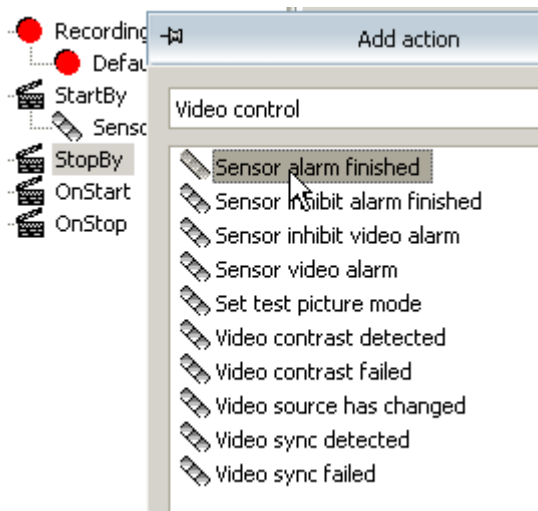 Recording
Add action
Defau
StartBy
Video control
Senso
StopBy
Sensor alarm finished
OnStart
Sensor inhibit alarm finished
OnStop
Sensor inhibit video alarm
Sensor video alarm
Set test picture mode
Video contrast detected
Video contrast failed
Video source has changed
Video sync detected
Video sync failed